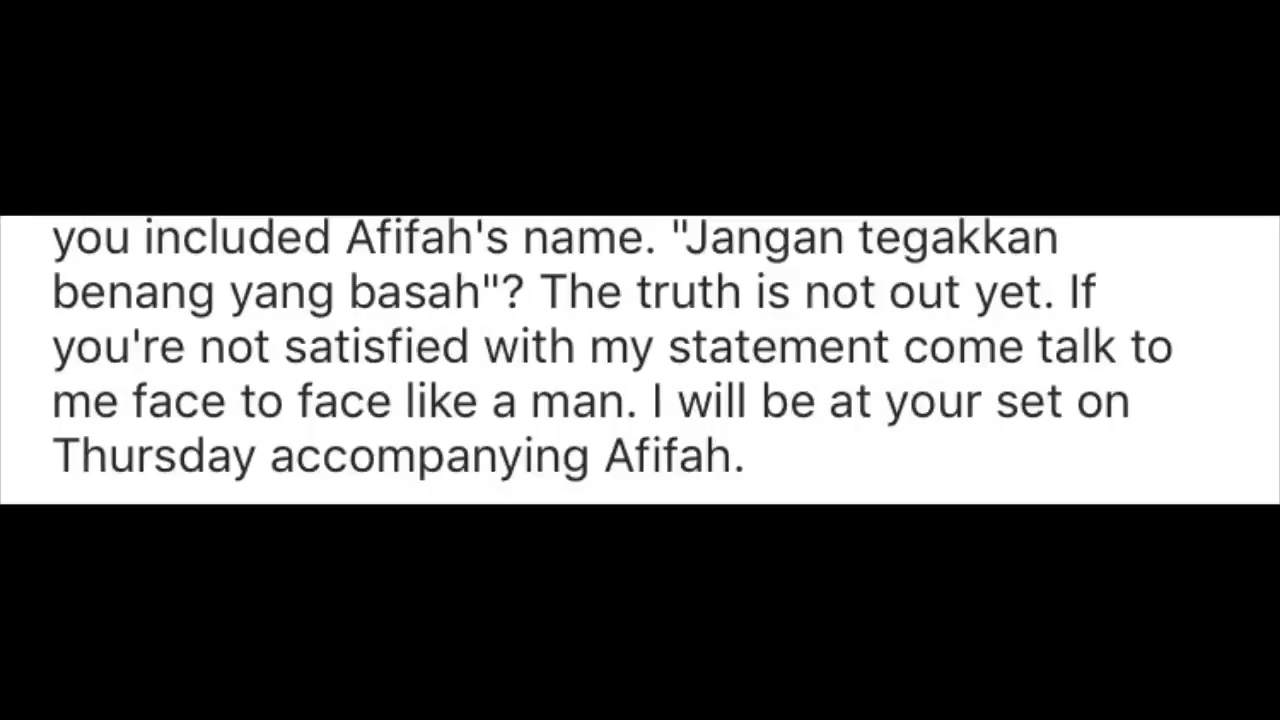 you included Afifah's name. "Jangan tegakkan
benang yang basah"? The truth is not out yet. If
you're not satisfied with my statement come talk to
me face to face like a man. I will be at your set on
Thursday accompanying Afifah.